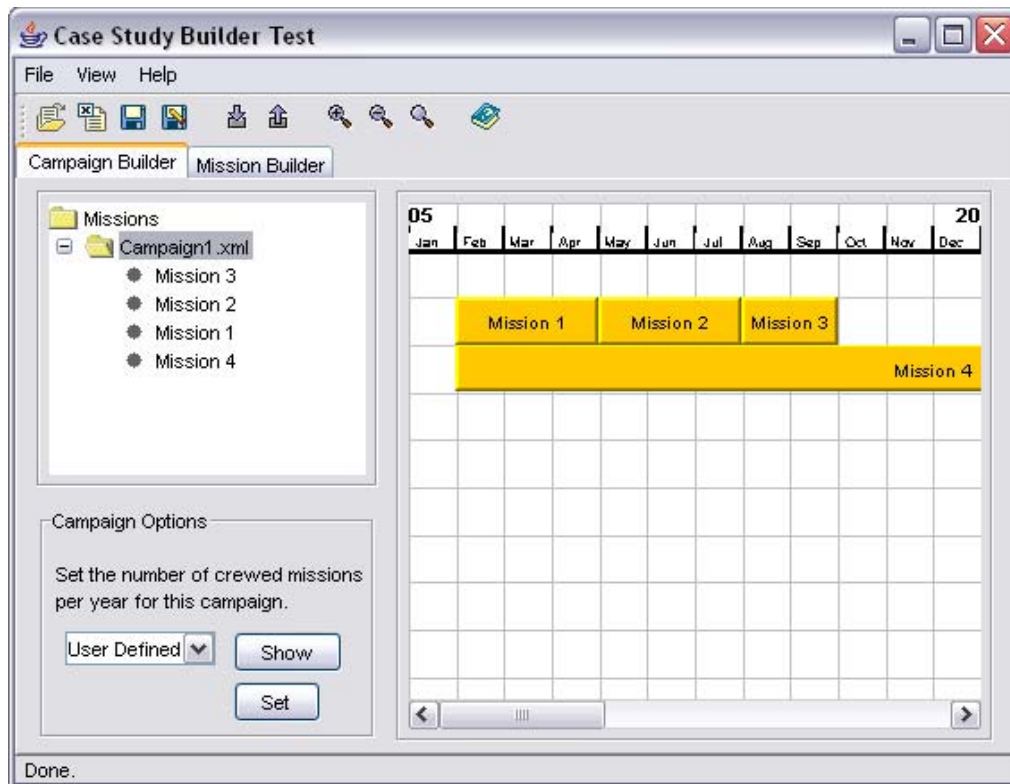 Case Study Builder Test
File View Help
Campaign Builder Mission Builder
Missions
Campaign1.xml
Mission 3
Mission 2
Mission 1
Mission 4
Campaign Options
Set the number of crewed missions
per year for this campaign.
User Defined Show
Set
05 20
Jan Feb Mar Apr May Jun Jul Aug Sep Oct Nov Dec
Mission 1 Mission 2 Mission 3
Mission 4
Done.